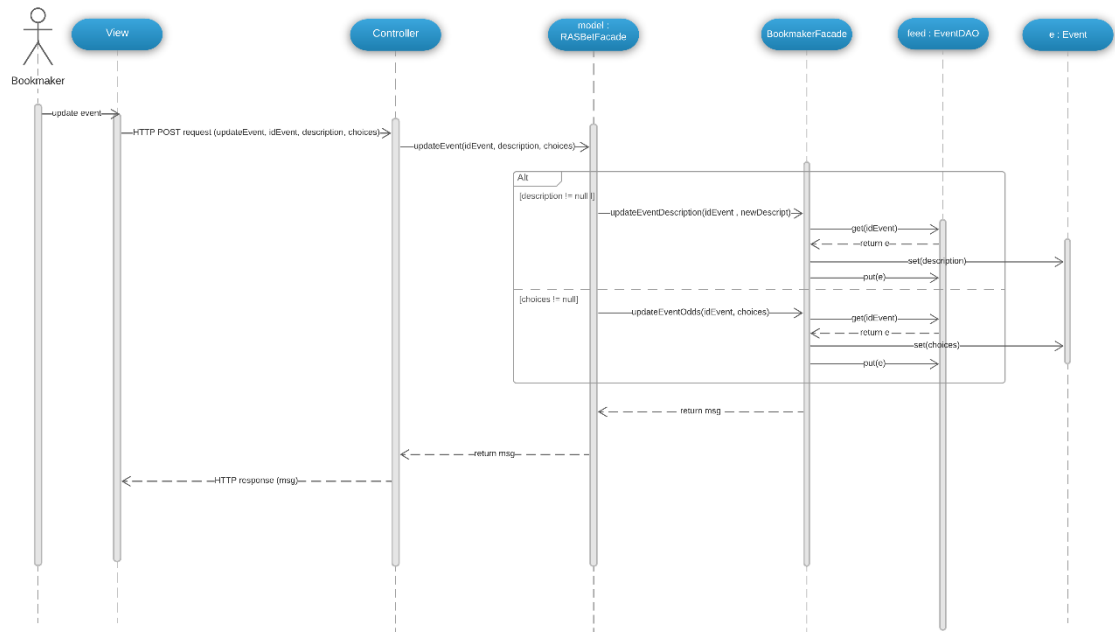 View
Controller
model :
RASBetFacade
BookmakerFacade
feed : EventDAO
e : Event
Bookmaker
update event
HTTP POST request (updateEvent, idEvent, description, choices)
updateEvent(idEvent, description, choices)
Alt
[description != null]
updateEventDescription(idEvent , newDescript)
get(idEvent)
return e
set(description)
put(e)
[choices != null]
updateEventOdds(idEvent, choices)
get(idEvent)
return e
set(choices)
put(e)
return msg
return msg
HTTP response (msg)